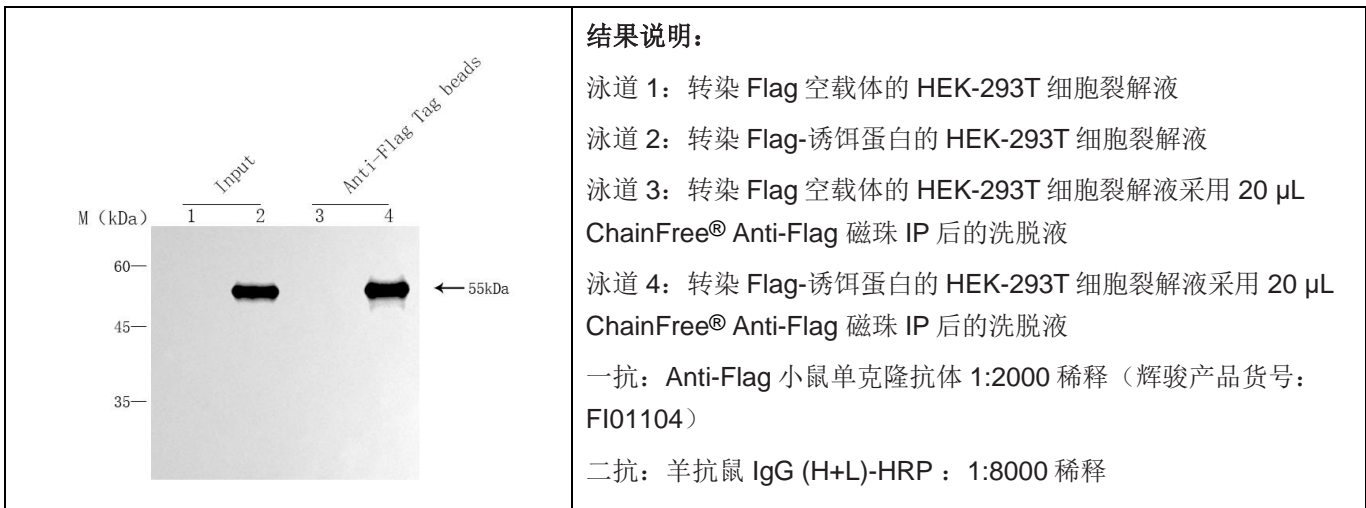 Input
Anti-Flag Tag beads
M (kDa) 1 2 3 4
60
55kDa
45
35
结果说明：
泳道 1：转染 Flag 空载体的 HEK-293T 细胞裂解液
泳道 2：转染 Flag-诱饵蛋白的 HEK-293T 细胞裂解液
泳道 3：转染 Flag 空载体的 HEK-293T 细胞裂解液采用 20 µL
ChainFree® Anti-Flag 磁珠 IP 后的洗脱液
泳道 4：转染 Flag-诱饵蛋白的 HEK-293T 细胞裂解液采用 20 µL
ChainFree® Anti-Flag 磁珠 IP 后的洗脱液
一抗：Anti-Flag 小鼠单克隆抗体 1:2000 稀释（辉骏产品货号：
FI01104）
二抗：羊抗鼠 IgG (H+L)-HRP ：1:8000 稀释